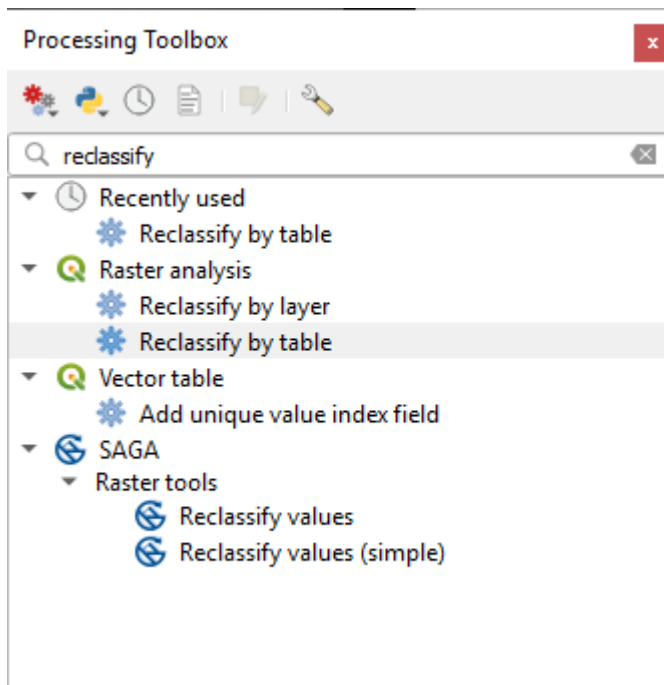 Processing Toolbox
x
reclassify
Recently used
Reclassify by table
Raster analysis
Reclassify by layer
Reclassify by table
Vector table
Add unique value index field
SAGA
Raster tools
Reclassify values
Reclassify values (simple)